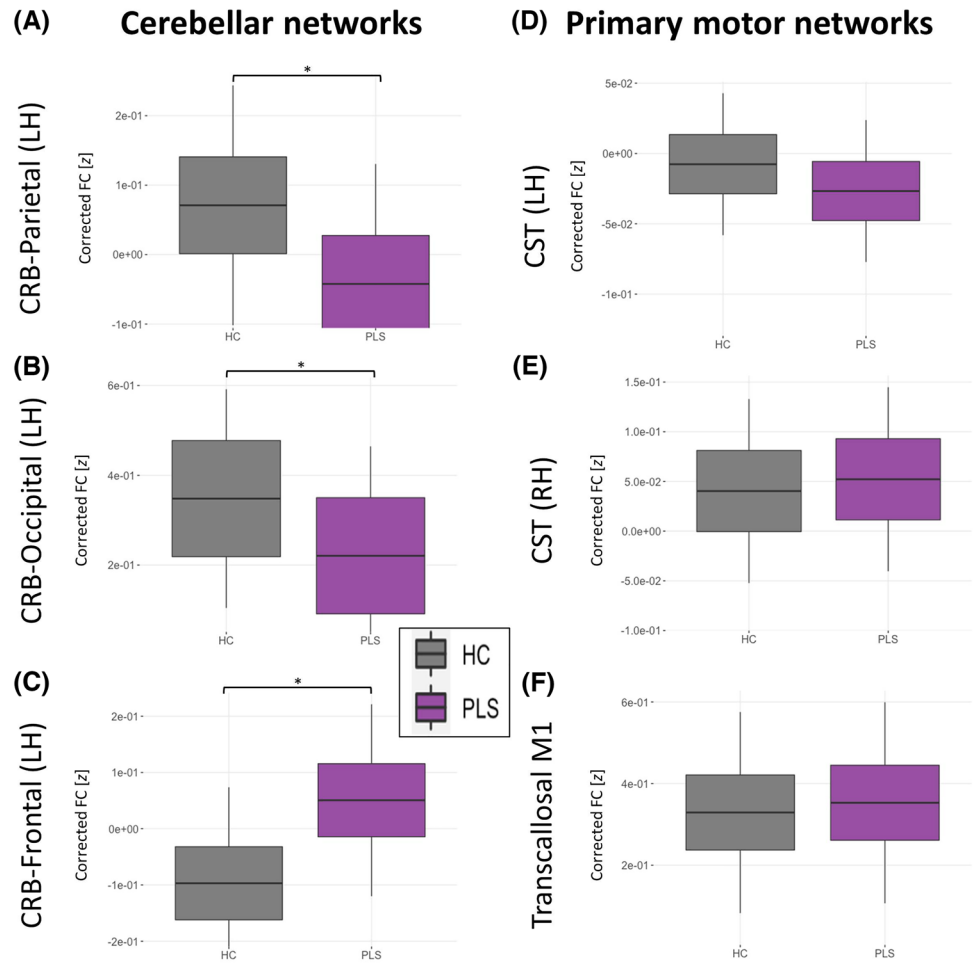 (A) Cerebellar networks
CRB-Parietal (LH)
Corrected FC [z]
*
2e-01
1e-01
0e+00
-1e-01
HC PLS
(B)
CRB-Occipital (LH)
Corrected FC [z]
*
6e-01
4e-01
2e-01
HC PLS
(C)
CRB-Frontal (LH)
Corrected FC [z]
*
2e-01
1e-01
0e+00
-1e-01
-2e-01
HC PLS
HC
PLS
(D) Primary motor networks
CST (LH)
Corrected FC [z]
5e-02
0e+00
-5e-02
-1e-01
HC PLS
(E)
CST (RH)
Corrected FC [z]
1.5e-01
1.0e-01
5.0e-02
0.0e+00
-5.0e-02
-1.0e-01
HC PLS
(F)
Transcallosal M1
Corrected FC [z]
6e-01
4e-01
2e-01
HC PLS